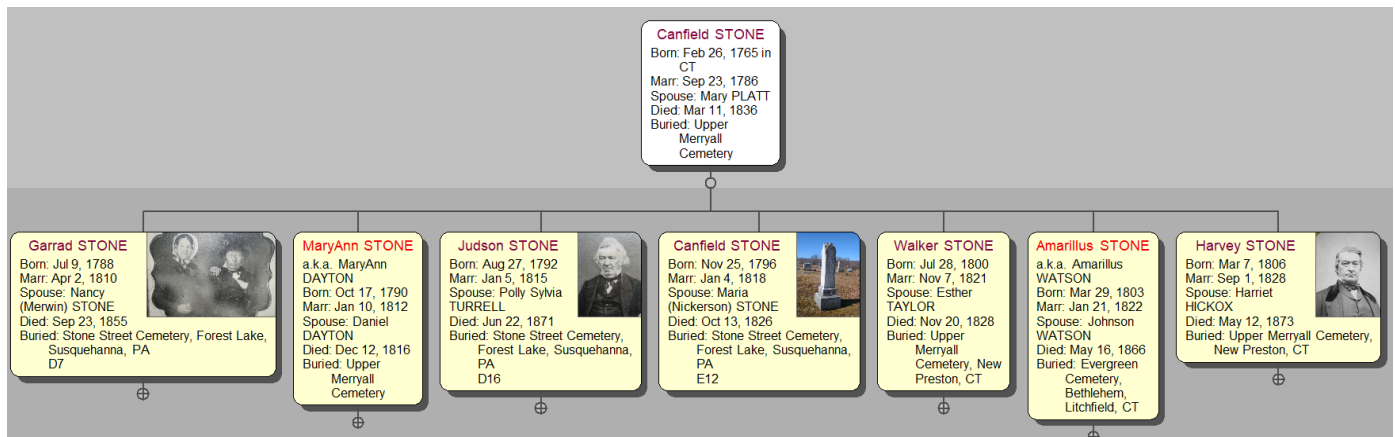 Canfield STONE
Born: Feb 26, 1765 in
CT
Marr: Sep 23, 1786
Spouse: Mary PLATT
Died: Mar 11, 1836
Buried: Upper
Merryall
Cemetery
Garrad STONE
Born: Jul 9, 1788
Marr: Apr 2, 1810
Spouse: Nancy
(Merwin) STONE
Died: Sep 23, 1855
Buried: Stone Street Cemetery, Forest Lake,
Susquehanna, PA
D7
MaryAnn STONE
a.k.a. MaryAnn
DAYTON
Born: Oct 17, 1790
Marr: Jan 10, 1812
Spouse: Daniel
DAYTON
Died: Dec 12, 1816
Buried: Upper
Merryall
Cemetery
Judson STONE
Born: Aug 27, 1792
Marr: Jan 5, 1815
Spouse: Polly Sylvia
TURRELL
Died: Jun 22, 1871
Buried: Stone Street Cemetery,
Forest Lake, Susquehanna,
PA
D16
Canfield STONE
Born: Nov 25, 1796
Marr: Jan 4, 1818
Spouse: Maria
(Nickerson) STONE
Died: Oct 13, 1826
Buried: Stone Street Cemetery,
Forest Lake, Susquehanna,
PA
E12
Walker STONE
Born: Jul 28, 1800
Marr: Nov 7, 1821
Spouse: Esther
TAYLOR
Died: Nov 20, 1828
Buried: Upper
Merryall
Cemetery, New
Preston, CT
Amarillus STONE
a.k.a. Amarillus
WATSON
Born: Mar 29, 1803
Marr: Jan 21, 1822
Spouse: Johnson
WATSON
Died: May 16, 1866
Buried: Evergreen
Cemetery,
Bethlehem,
Litchfield, CT
Harvey STONE
Born: Mar 7, 1806
Marr: Sep 1, 1828
Spouse: Harriet
HICKOX
Died: May 12, 1873
Buried: Upper Merryall Cemetery,
New Preston, CT